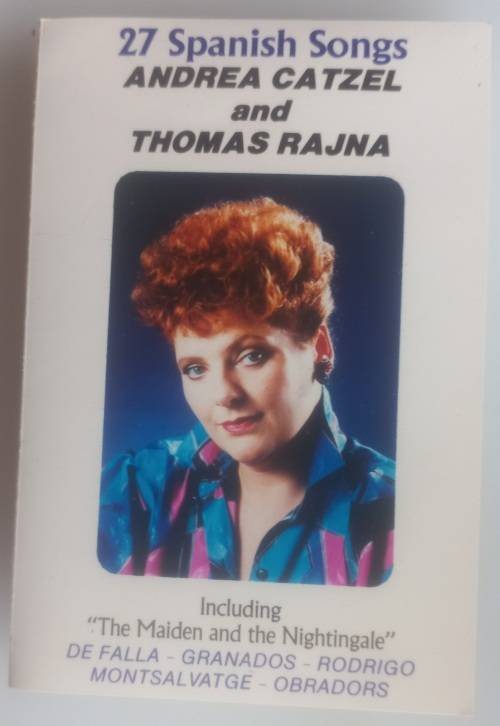 27 Spanish Songs
ANDREA CATZEL
and
THOMAS RAJNA
Including
"The Maiden and the Nightingale"
DE FALLA - GRANADOS - RODRIGO
MONTSALVATGE - OBRADORS